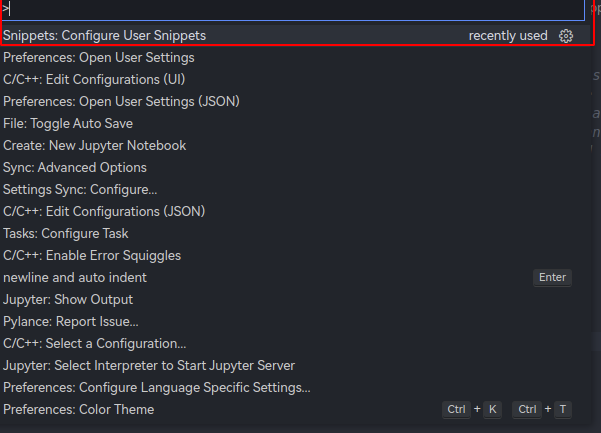 >
Snippets: Configure User Snippets recently used
Preferences: Open User Settings
C/C++: Edit Configurations (UI)
Preferences: Open User Settings (JSON)
File: Toggle Auto Save
Create: New Jupyter Notebook
Sync: Advanced Options
Settings Sync: Configure...
C/C++: Edit Configurations (JSON)
Tasks: Configure Task
C/C++: Enable Error Squiggles
newline and auto indent Enter
Jupyter: Show Output
Pylance: Report Issue...
C/C++: Select a Configuration...
Jupyter: Select Interpreter to Start Jupyter Server
Preferences: Configure Language Specific Settings...
Preferences: Color Theme Ctrl + K Ctrl + T